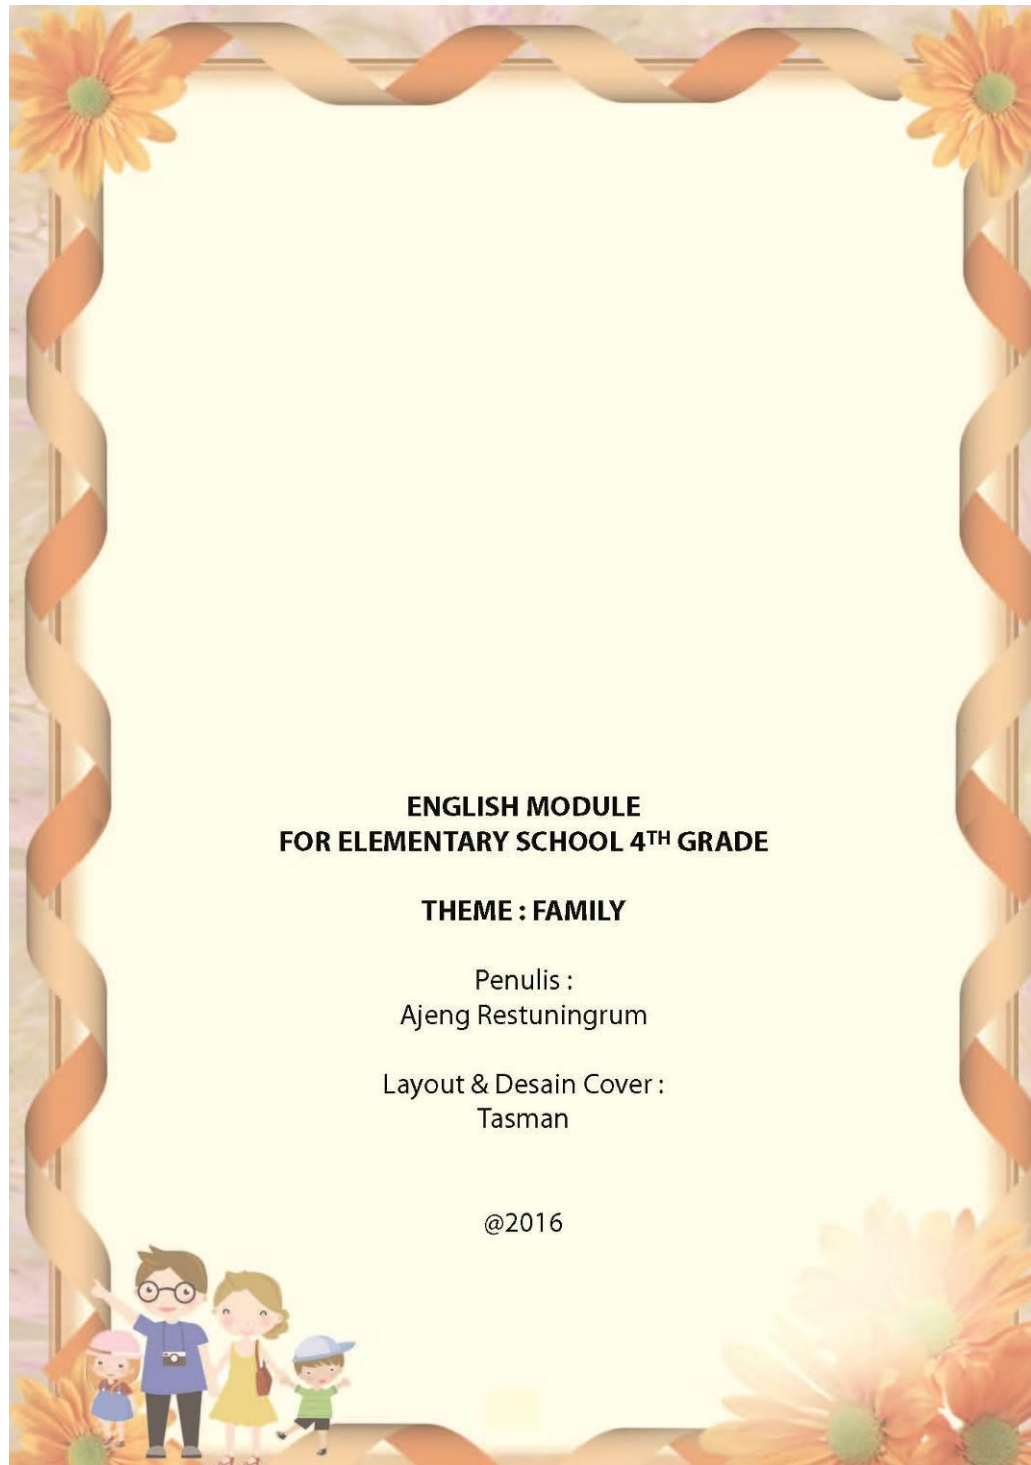 ENGLISH MODULE
FOR ELEMENTARY SCHOOL 4TH GRADE
THEME : FAMILY
Penulis :
Ajeng Restuningrum
Layout & Desain Cover :
Tasman
@2016